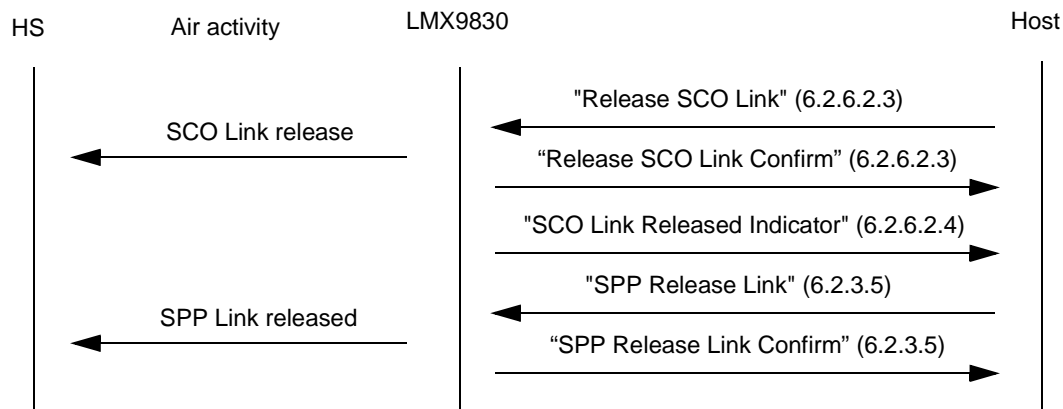 HS Air activity LMX9830 Host
"Release SCO Link" (6.2.6.2.3)
SCO Link release
“Release SCO Link Confirm” (6.2.6.2.3)
"SCO Link Released Indicator" (6.2.6.2.4)
"SPP Release Link" (6.2.3.5)
SPP Link released
“SPP Release Link Confirm” (6.2.3.5)